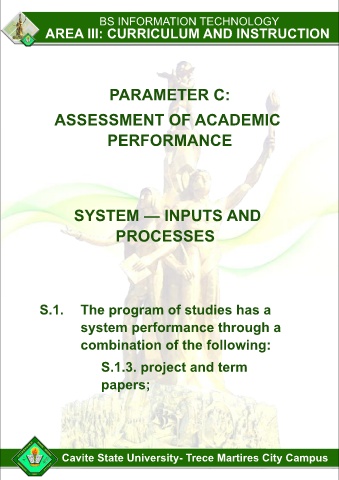 BS INFORMATION TECHNOLOGY
AREA III: CURRICULUM AND INSTRUCTION
PARAMETER C:
ASSESSMENT OF ACADEMIC
PERFORMANCE
SYSTEM — INPUTS AND
PROCESSES
S.1. The program of studies has a
system performance through a
combination of the following:
S.1.3. project and term
papers;
Cavite State University- Trece Martires City Campus